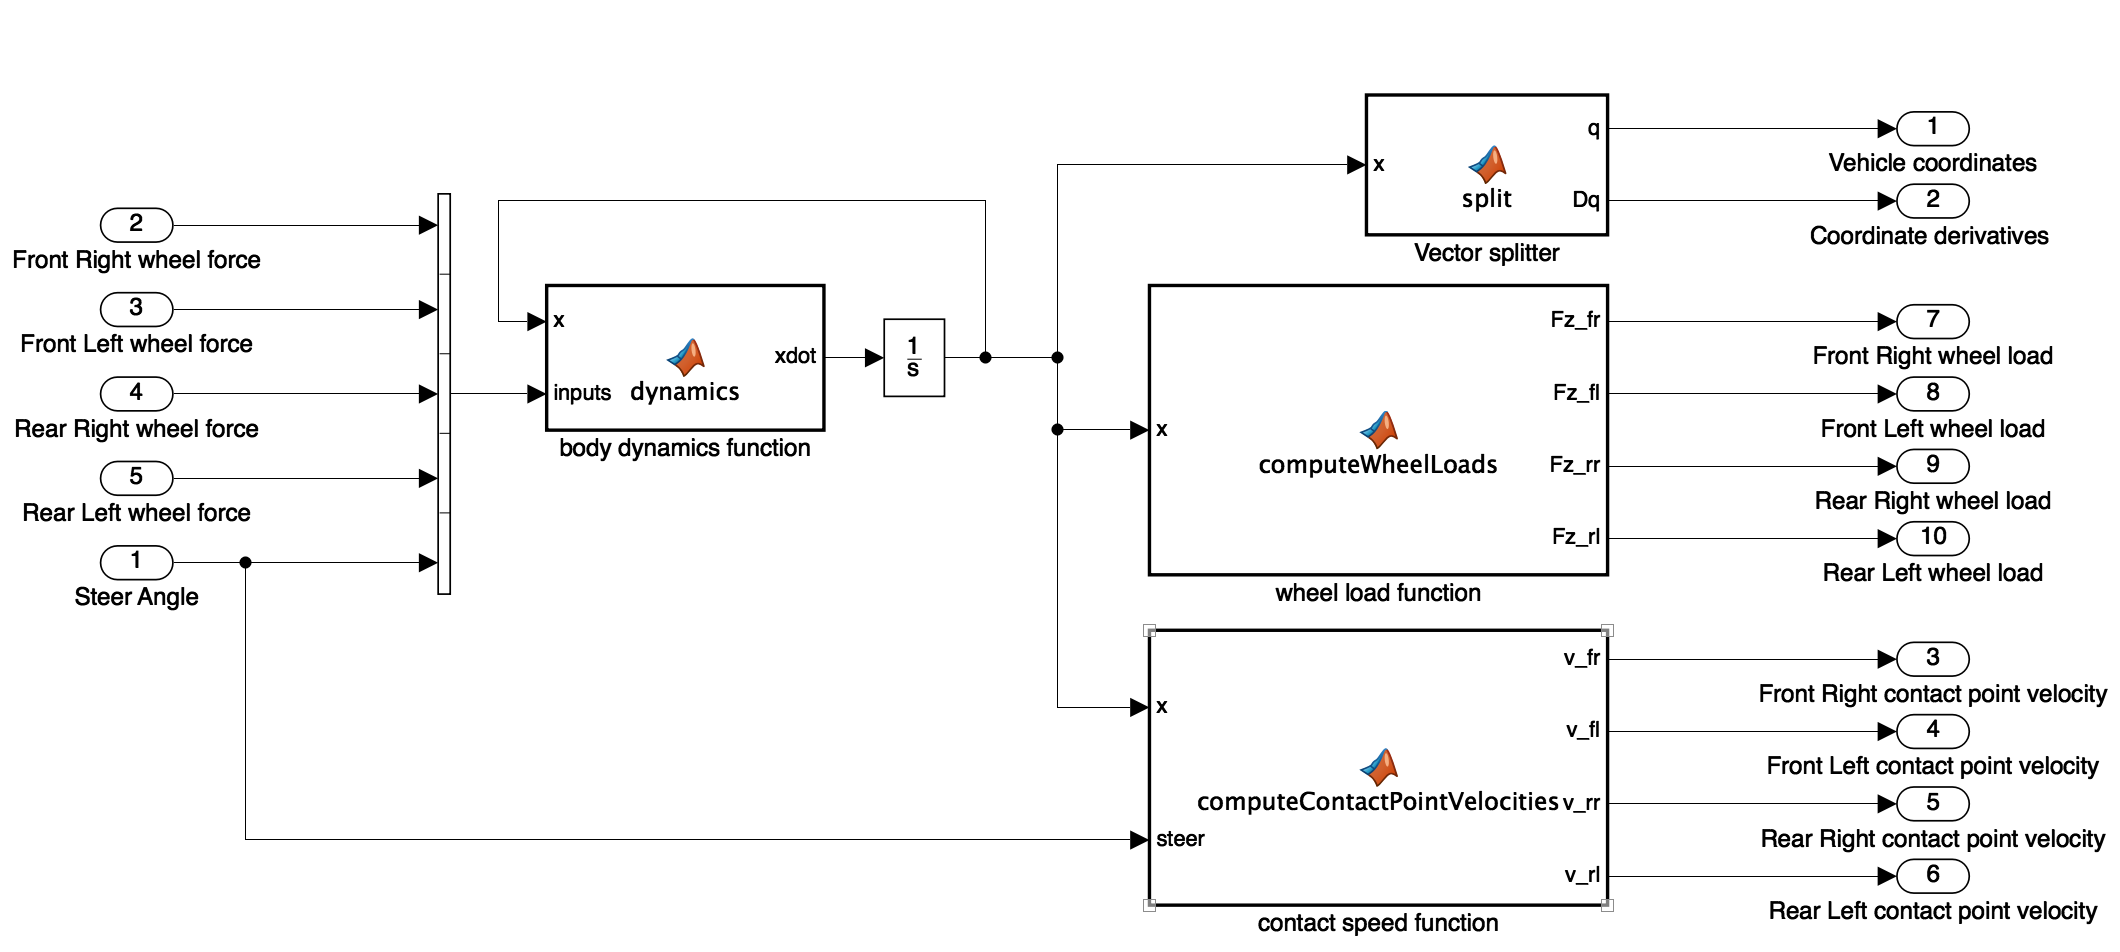 2
Front Right wheel force
3
Front Left wheel force
4
Rear Right wheel force
5
Rear Left wheel force
1
Steer Angle
x
inputs
dynamics
xdot
body dynamics function
1
s
x
split
q
Dq
Vector splitter
1
Vehicle coordinates
2
Coordinate derivatives
x
computeWheelLoads
Fz_fr
Fz_fl
Fz_rr
Fz_rl
wheel load function
7
Front Right wheel load
8
Front Left wheel load
9
Rear Right wheel load
10
Rear Left wheel load
x
steer
computeContactPointVelocities
v_fr
v_fl
v_rr
v_rl
contact speed function
3
Front Right contact point velocity
4
Front Left contact point velocity
5
Rear Right contact point velocity
6
Rear Left contact point velocity